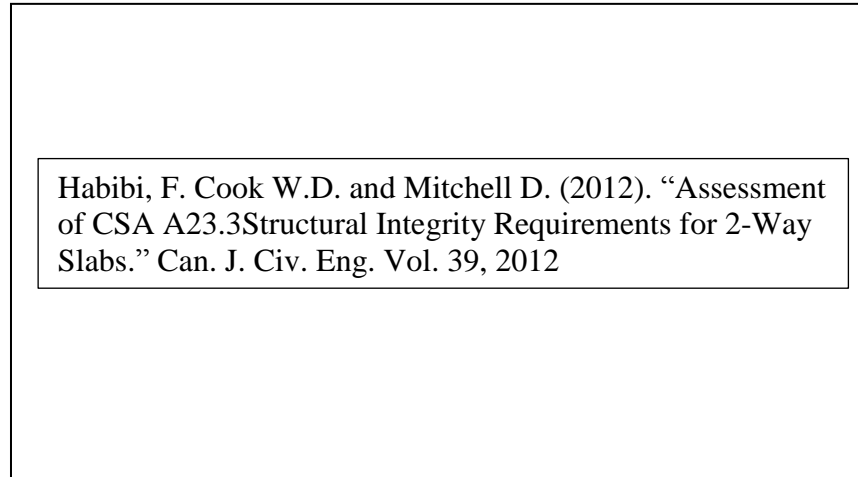 Habibi, F. Cook W.D. and Mitchell D. (2012). “Assessment
of CSA A23.3Structural Integrity Requirements for 2-Way
Slabs.” Can. J. Civ. Eng. Vol. 39, 2012